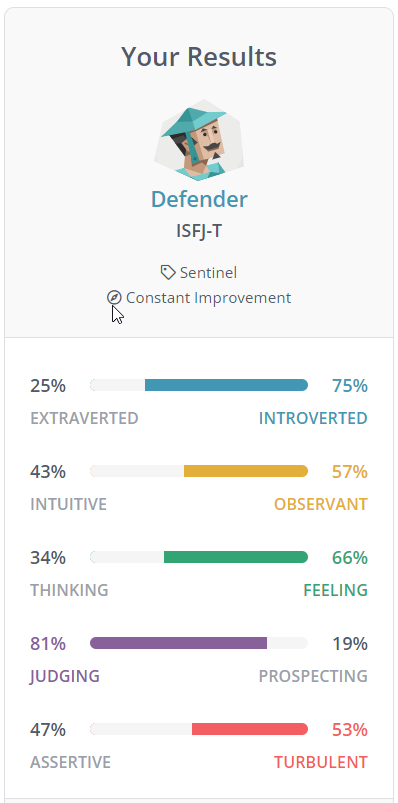 Your Results
Defender
ISFJ-T
Sentinel
Constant Improvement
25% 75%
EXTRAVERTED INTROVERTED
43% 57%
INTUITIVE OBSERVANT
34% 66%
THINKING FEELING
81% 19%
JUDGING PROSPECTING
47% 53%
ASSERTIVE TURBULENT